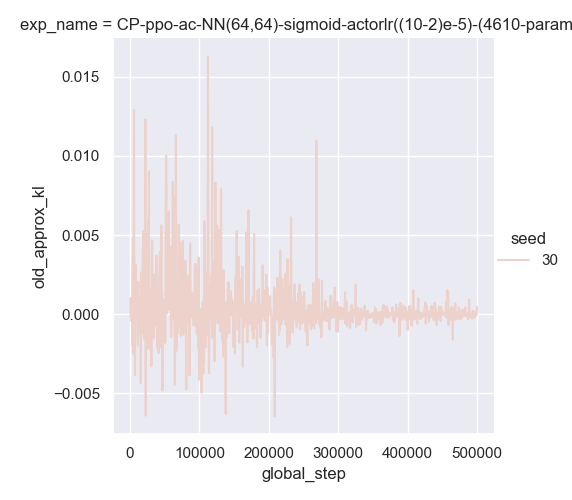 exp_name = CP-ppo-ac-NN(64,64)-sigmoid-actorlr((10-2)e-5)-(4610-param
0.015
0.010
0.005
0.000
−0.005
old_approx_kl
0 100000 200000 300000 400000 500000
global_step
seed
30